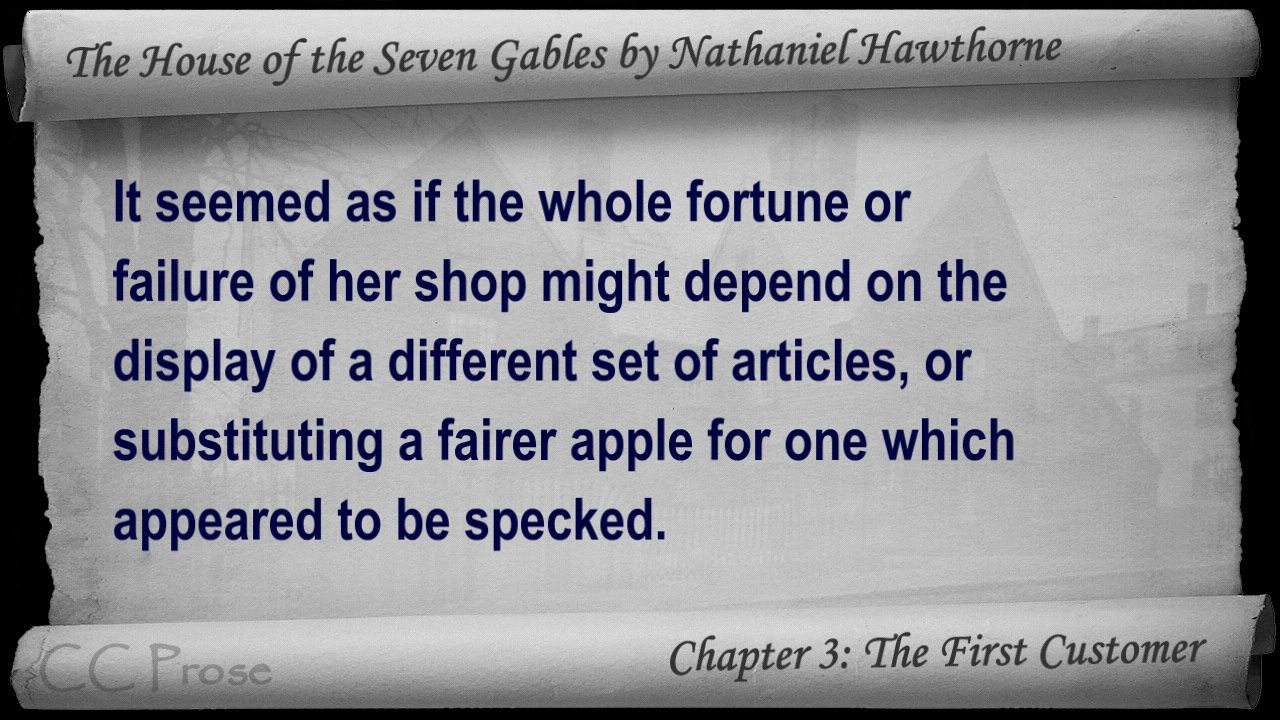 The House of the Seven Gables by Nathaniel Hawthorne
It seemed as if the whole fortune or
failure of her shop might depend on the
display of a different set of articles, or
substituting a fairer apple for one which
appeared to be specked.
CC Prose
Chapter 3: The First Customer